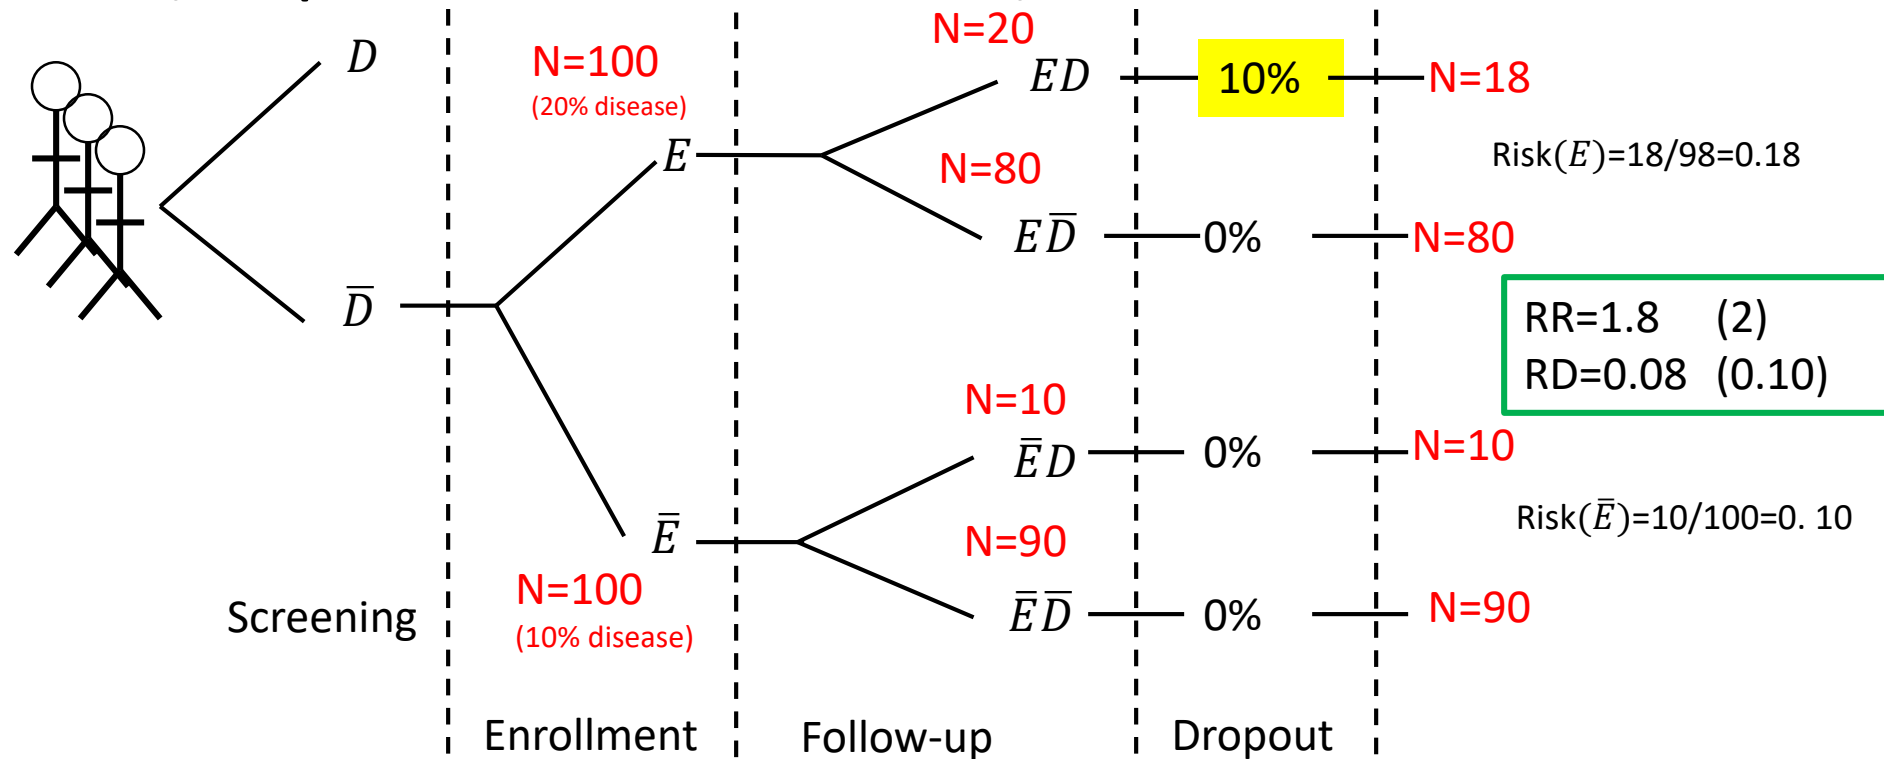 D
N=100
(20% disease)
E
N=20
ED
10%
N=18
Risk(E)=18/98=0.18
N=80
ED̅
0%
N=80
D̅
RR=1.8 (2)
RD=0.08 (0.10)
N=10
E̅D
0%
N=10
Risk(E̅)=10/100=0. 10
E̅
N=100
(10% disease)
N=90
E̅D̅
0%
N=90
Screening
Enrollment
Follow-up
Dropout